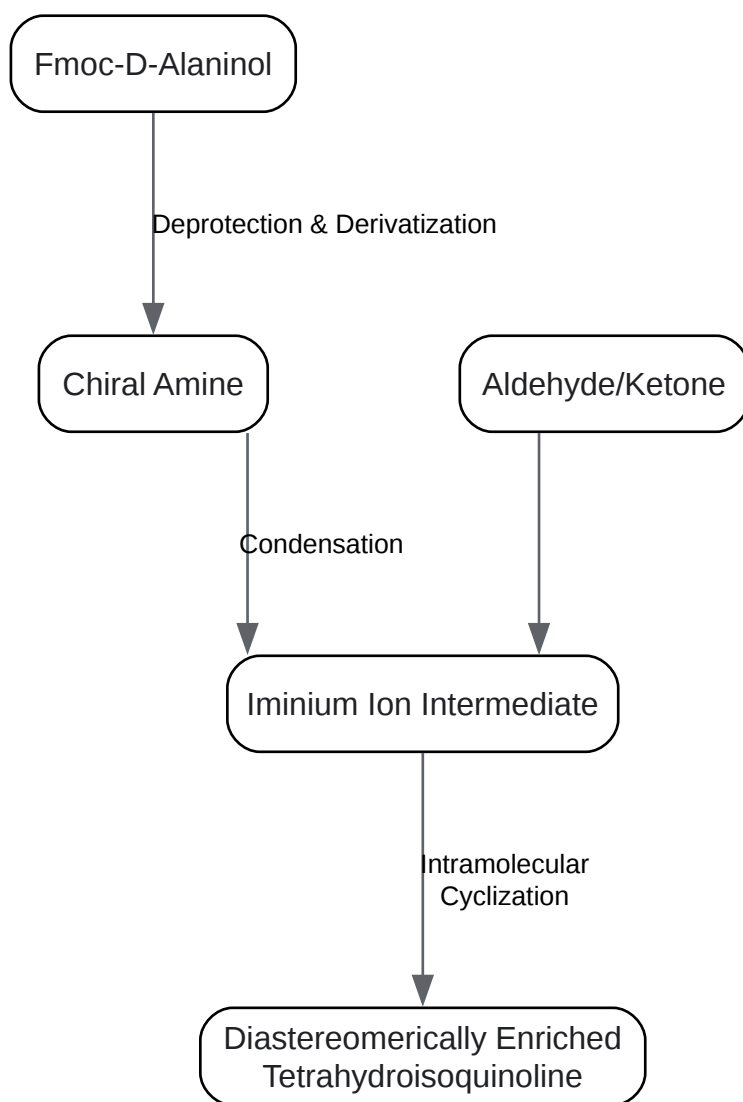 Fmoc-D-Alaninol
Deprotection & Derivatization
Chiral Amine
Aldehyde/Ketone
Condensation
Iminium Ion Intermediate
Intramolecular
Cyclization
Diastereomerically Enriched
Tetrahydroisoquinoline